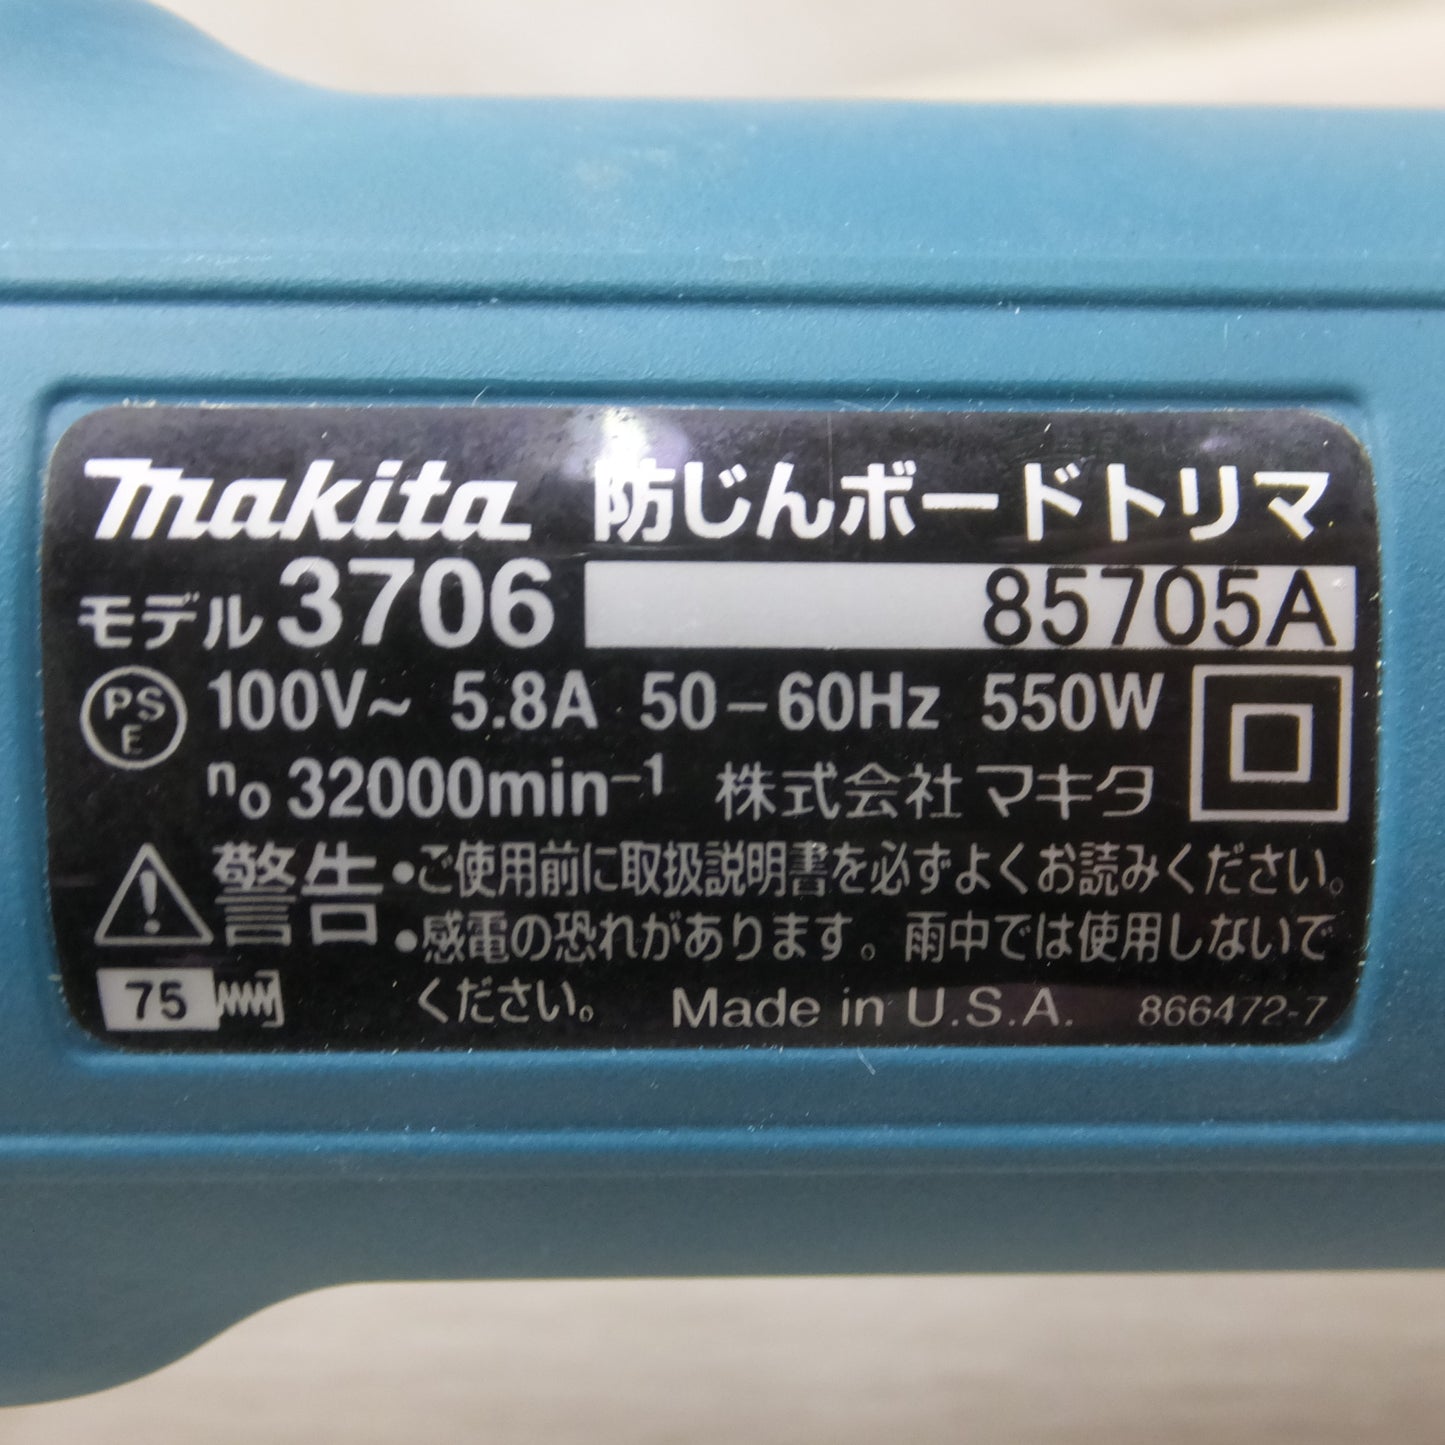 makita 防じんボードトリマ
モデル 3706 85705A
PSE 100V~ 5.8A 50-60Hz 550W
n₀ 32000min⁻¹ 株式会社 マキタ
警告 •ご使用前に取扱説明書を必ずよくお読みください。
•感電の恐れがあります。雨中では使用しないで
ください。
75
Made in U.S.A. 866472-7